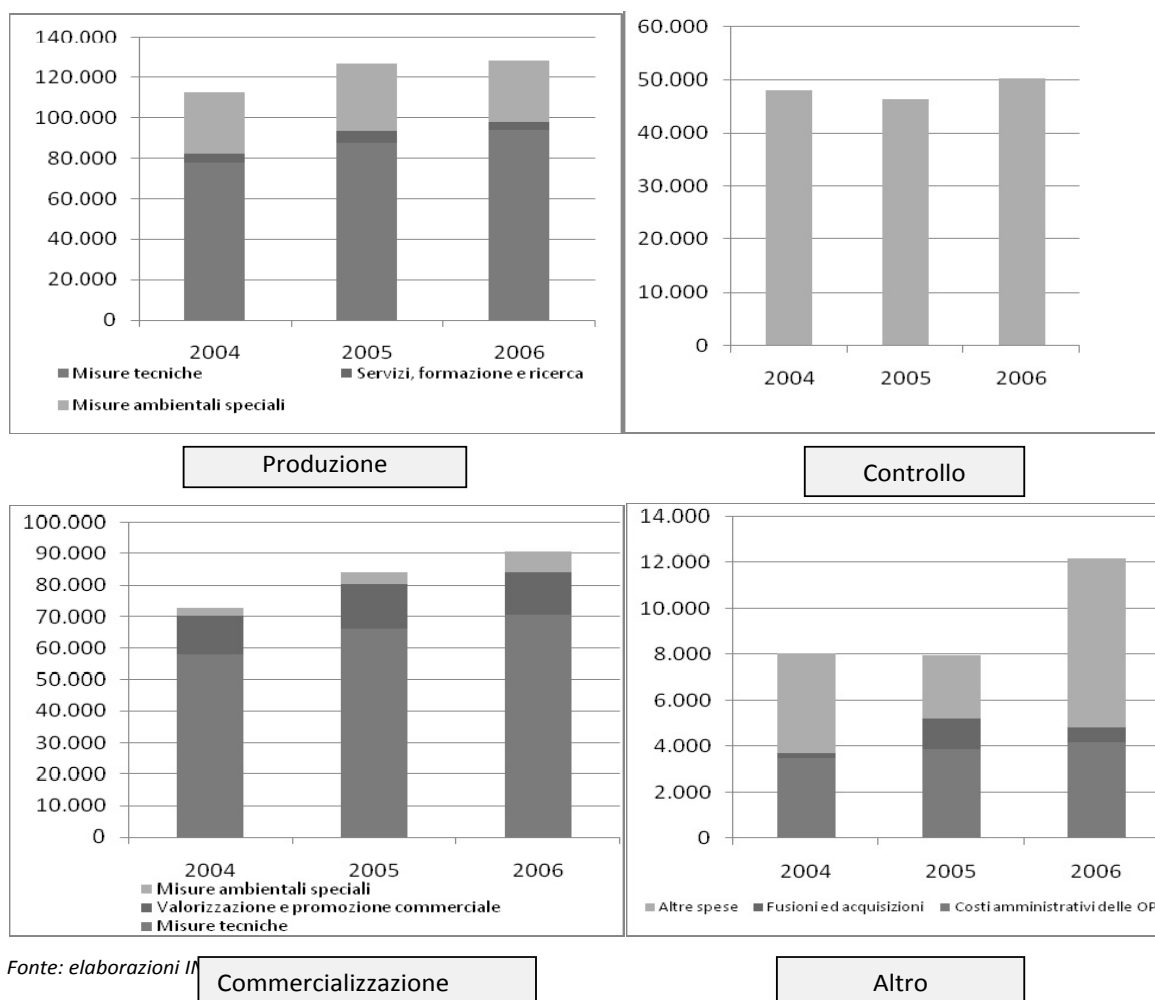 140.000
120.000
100.000
80.000
60.000
40.000
20.000
0
2004 2005 2006
Misure tecniche Servizi, formazione e ricerca
Misure ambientali speciali
Produzione
60.000
50.000
40.000
30.000
20.000
10.000
0
2004 2005 2006
Controllo
100.000
90.000
80.000
70.000
60.000
50.000
40.000
30.000
20.000
10.000
0
2004 2005 2006
Misure ambientali speciali
Valorizzazione e promozione commerciale
Misure tecniche
Commercializzazione
14.000
12.000
10.000
8.000
6.000
4.000
2.000
0
2004 2005 2006
Altre spese Fusioni ed acquisizioni Costi amministrativi delle OP
Altro
Fonte: elaborazioni